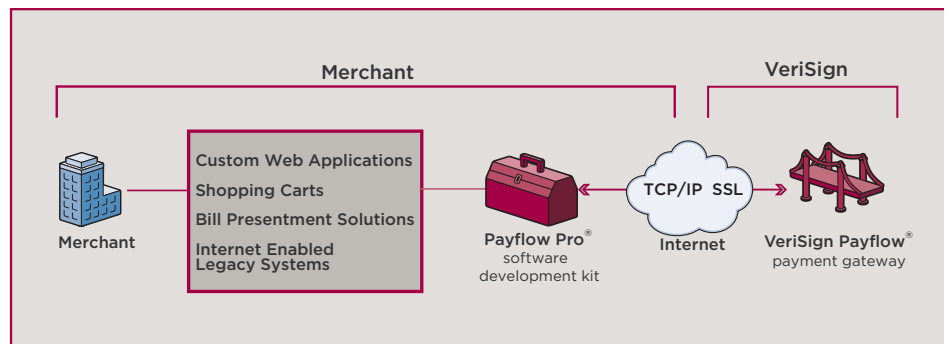 Merchant
VeriSign
Custom Web Applications
Shopping Carts
Bill Presentment Solutions
Internet Enabled
Legacy Systems
Merchant
Payflow Pro®
software
development kit
TCP/IP SSL
Internet
VeriSign Payflow®
payment gateway